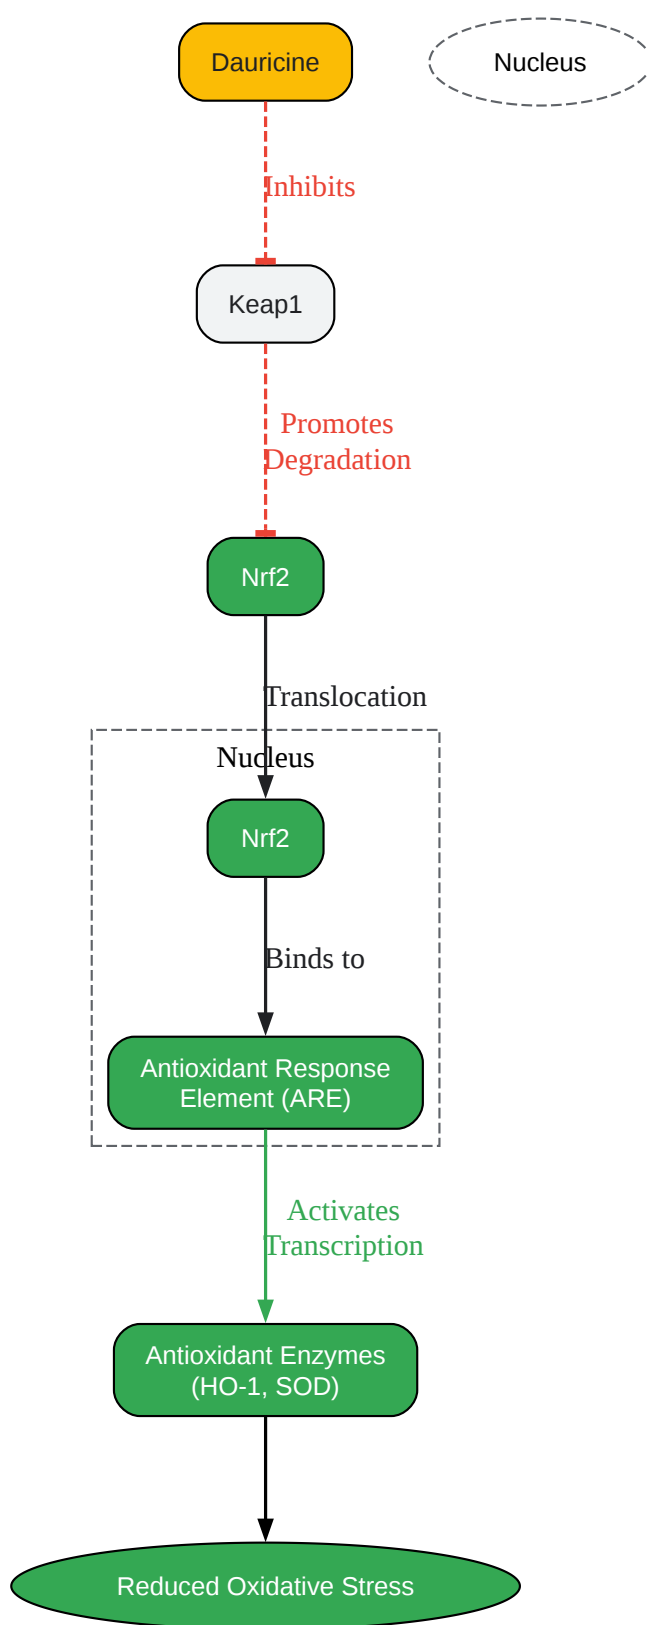 Dauricine
Nucleus
Inhibits
Keap1
Promotes
Degradation
Nrf2
Translocation
Nucleus
Nrf2
Binds to
Antioxidant Response
Element (ARE)
Activates
Transcription
Antioxidant Enzymes
(HO-1, SOD)
Reduced Oxidative Stress